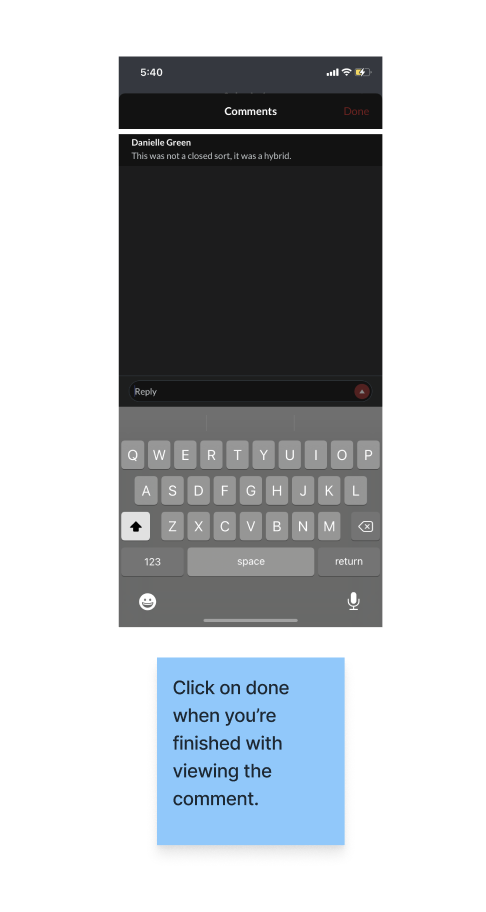 5:40
Comments Done
Danielle Green
This was not a closed sort, it was a hybrid.
Reply
Q W E R T Y U I O P
A S D F G H J K L
Z X C V B N M
123 space return
Click on done
when you’re
finished with
viewing the
comment.